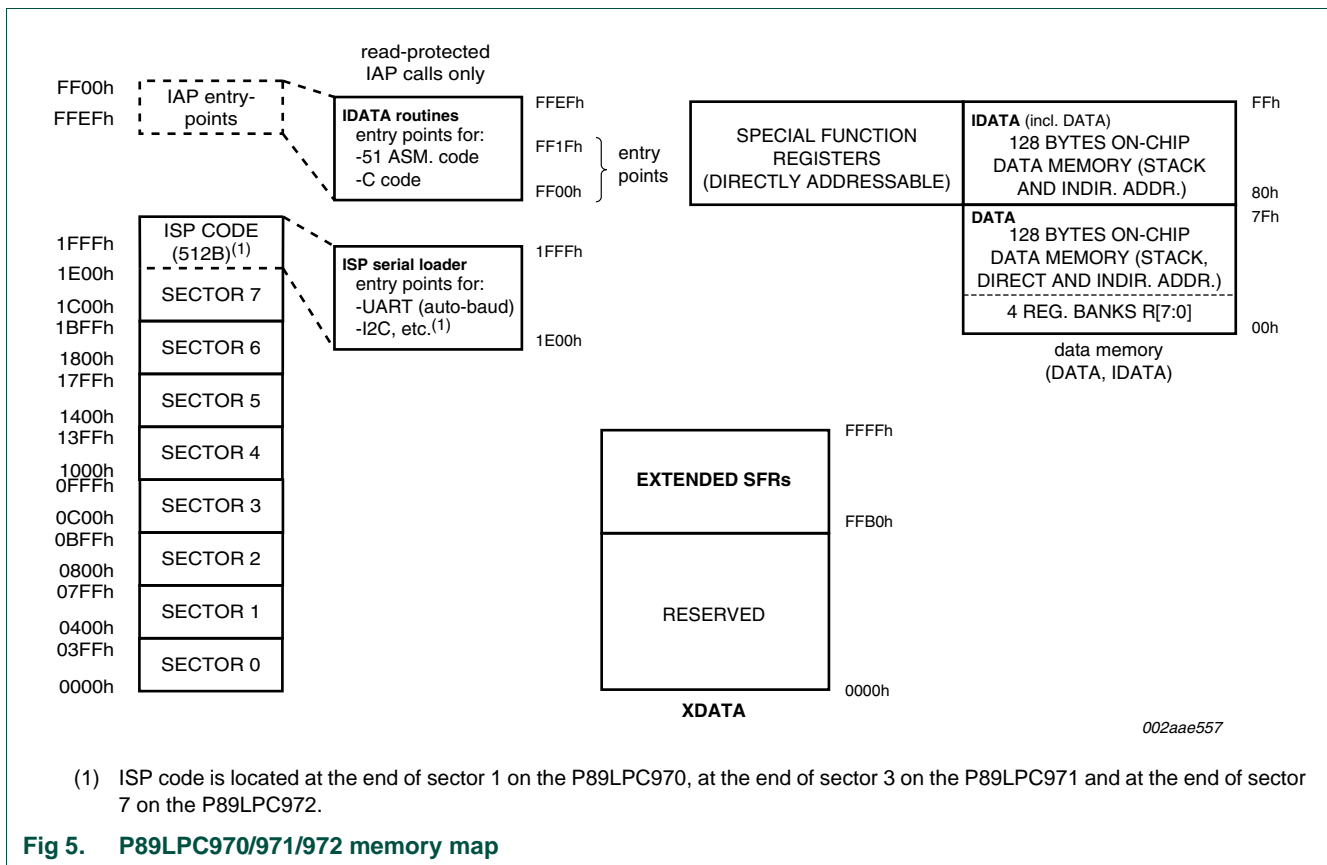 read-protected
IAP calls only
FF00h
FFEFh
IAP entry-
points
IDATA routines
entry points for:
-51 ASM. code
-C code
FFEFh
FF1Fh
FF00h
entry
points
SPECIAL FUNCTION
REGISTERS
(DIRECTLY ADDRESSABLE)
IDATA (incl. DATA)
128 BYTES ON-CHIP
DATA MEMORY (STACK
AND INDIR. ADDR.)
DATA
128 BYTES ON-CHIP
DATA MEMORY (STACK,
DIRECT AND INDIR. ADDR.)
4 REG. BANKS R[7:0]
FFh
80h
7Fh
00h
data memory
(DATA, IDATA)
ISP CODE
(512B)(1)
SECTOR 7
SECTOR 6
SECTOR 5
SECTOR 4
SECTOR 3
SECTOR 2
SECTOR 1
SECTOR 0
1FFFh
1E00h
1C00h
1BFFh
1800h
17FFh
1400h
13FFh
1000h
0FFFh
0C00h
0BFFh
0800h
07FFh
0400h
03FFh
0000h
ISP serial loader
entry points for:
-UART (auto-baud)
-I2C, etc.(1)
1FFFh
1E00h
EXTENDED SFRs
RESERVED
FFFFh
FFB0h
0000h
XDATA
002aae557
(1) ISP code is located at the end of sector 1 on the P89LPC970, at the end of sector 3 on the P89LPC971 and at the end of sector
7 on the P89LPC972.
Fig 5. P89LPC970/971/972 memory map